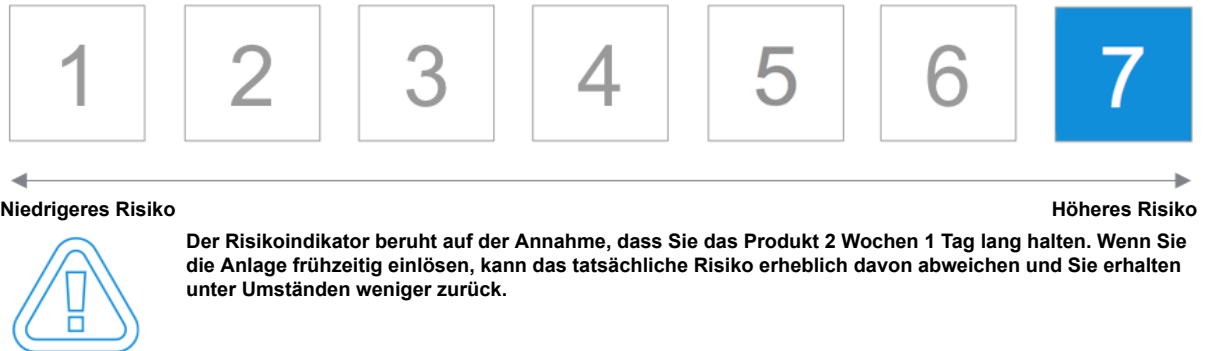 1 2 3 4 5 6 7
Niedrigeres Risiko Höheres Risiko
Der Risikoindikator beruht auf der Annahme, dass Sie das Produkt 2 Wochen 1 Tag lang halten. Wenn Sie
die Anlage frühzeitig einlösen, kann das tatsächliche Risiko erheblich davon abweichen und Sie erhalten
unter Umständen weniger zurück.